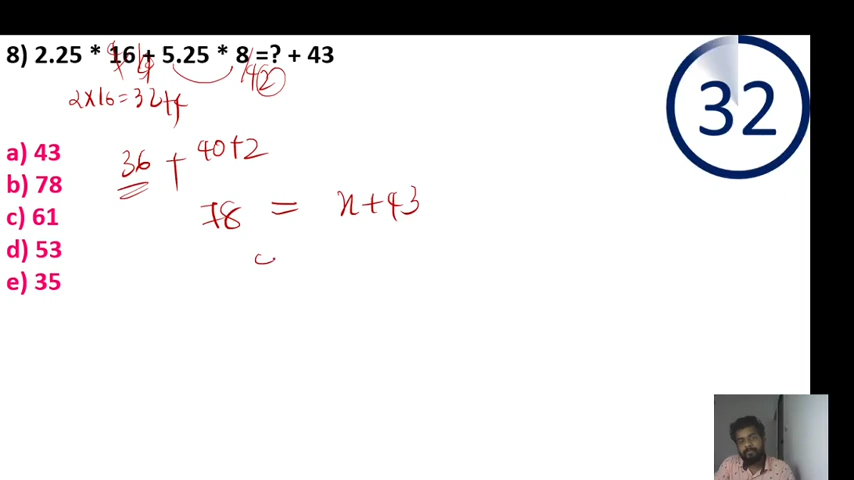 8) 2.25 * 16 + 5.25 * 8 =? + 43
2x16=32+4
a) 43
36 + 40+2
b) 78
c) 61
78 = x+43
d) 53
e) 35
32